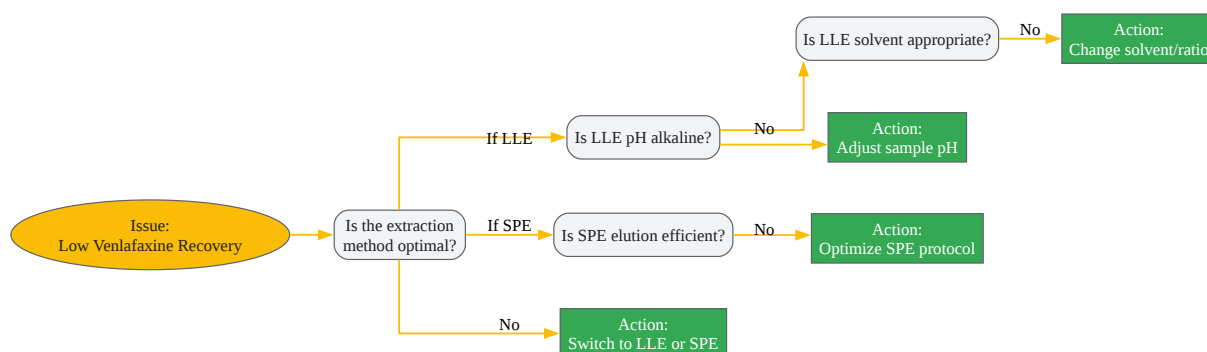 Is LLE solvent appropriate?
No
Action:
Change solvent/ratio
If LLE
Is LLE pH alkaline?
No
Action:
Adjust sample pH
Issue:
Low Venlafaxine Recovery
Is the extraction
method optimal?
If SPE
Is SPE elution efficient?
No
Action:
Optimize SPE protocol
No
Action:
Switch to LLE or SPE